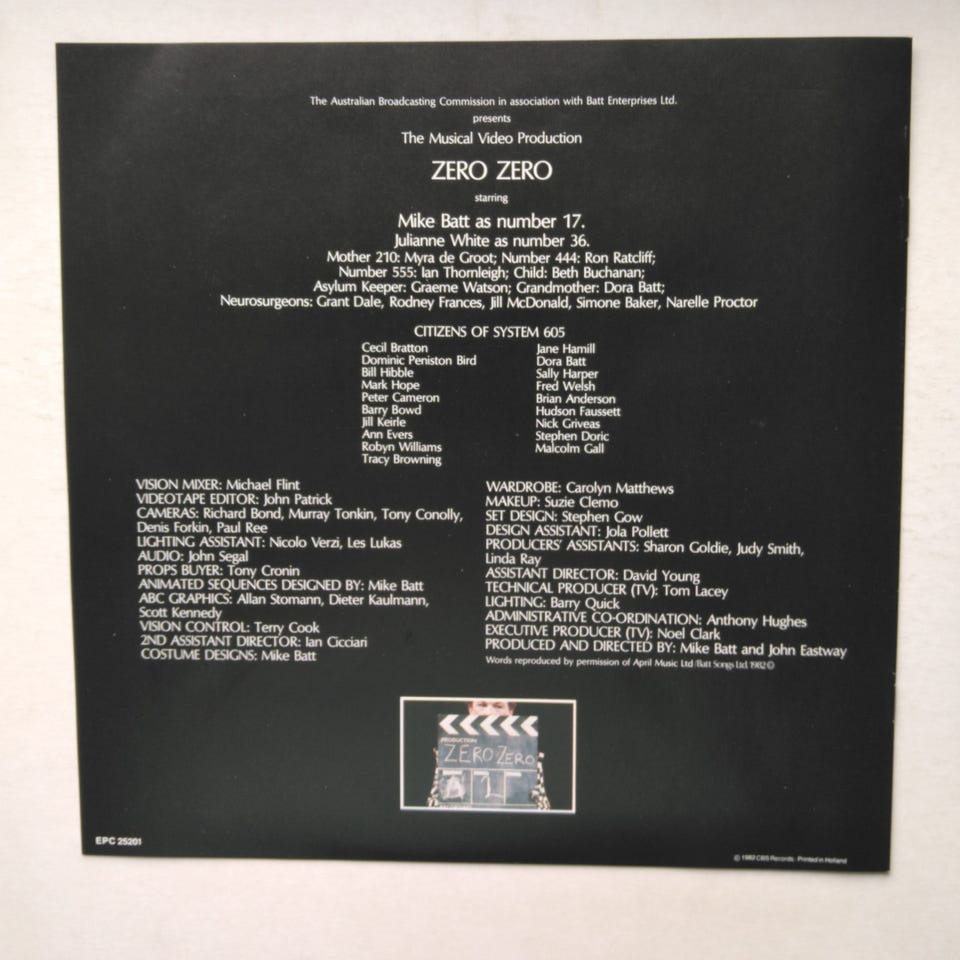 The Australian Broadcasting Commission in association with Batt Enterprises Ltd.
presents
The Musical Video Production
ZERO ZERO
starring
Mike Batt as number 17.
Julianne White as number 36.
Mother 210: Myra de Groot; Number 444: Ron Ratcliff;
Number 555: Ian Thornleigh; Child: Beth Buchanan;
Asylum Keeper: Graeme Watson; Grandmother: Dora Batt;
Neurosurgeons: Grant Dale, Rodney Frances, Jill McDonald, Simone Baker, Narelle Proctor
CITIZENS OF SYSTEM 605
Cecil Bratton
Dominic Peniston Bird
Bill Hibble
Mark Hope
Peter Cameron
Barry Bowd
Jill Keirle
Ann Evers
Robyn Williams
Tracy Browning
Jane Hamill
Dora Batt
Sally Harper
Fred Welsh
Brian Anderson
Hudson Faussett
Nick Griveas
Stephen Doric
Malcolm Gall
VISION MIXER: Michael Flint
VIDEOTAPE EDITOR: John Patrick
CAMERAS: Richard Bond, Murray Tonkin, Tony Conolly,
Denis Forkin, Paul Ree
LIGHTING ASSISTANT: Nicolo Verzi, Les Lukas
AUDIO: John Segal
PROPS BUYER: Tony Cronin
ANIMATED SEQUENCES DESIGNED BY: Mike Batt
ABC GRAPHICS: Allan Stomann, Dieter Kaulmann,
Scott Kennedy
VISION CONTROL: Terry Cook
2ND ASSISTANT DIRECTOR: Ian Cicciari
COSTUME DESIGNS: Mike Batt
WARDROBE: Carolyn Matthews
MAKEUP: Suzie Clemo
SET DESIGN: Stephen Gow
DESIGN ASSISTANT: Jola Pollett
PRODUCERS' ASSISTANTS: Sharon Goldie, Judy Smith,
Linda Ray
ASSISTANT DIRECTOR: David Young
TECHNICAL PRODUCER (TV): Tom Lacey
LIGHTING: Barry Quick
ADMINISTRATIVE CO-ORDINATION: Anthony Hughes
EXECUTIVE PRODUCER (TV): Noel Clark
PRODUCED AND DIRECTED BY: Mike Batt and John Eastway
Words reproduced by permission of April Music Ltd/Batt Songs Ltd. 1982 ©
PRODUCTION
ZERO ZERO
A 1
EPC 25201
© 1982 CBS Records · Printed in Holland